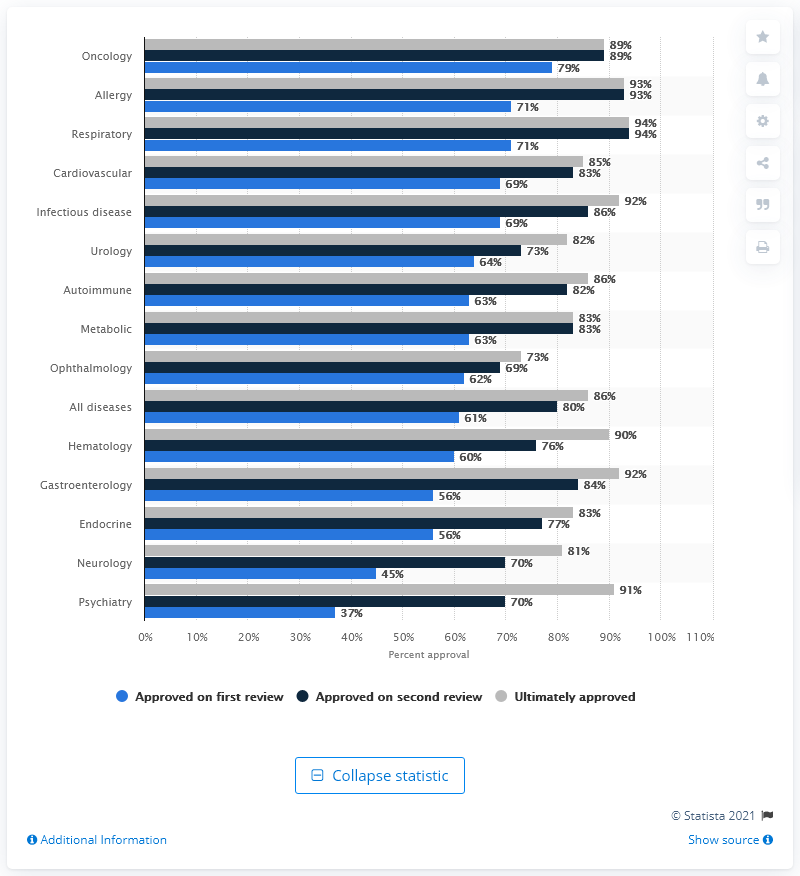 Oncology
89%
89%
79%
Allergy
93%
93%
71%
Respiratory
94%
94%
71%
Cardiovascular
85%
83%
69%
Infectious disease
92%
86%
69%
Urology
82%
73%
64%
Autoimmune
86%
82%
63%
Metabolic
83%
83%
63%
Ophthalmology
73%
69%
62%
All diseases
86%
80%
61%
Hematology
90%
76%
60%
Gastroenterology
92%
84%
56%
Endocrine
83%
77%
56%
Neurology
81%
70%
45%
Psychiatry
91%
70%
37%
0% 10% 20% 30% 40% 50% 60% 70% 80% 90% 100% 110%
Percent approval
Approved on first review Approved on second review Ultimately approved
Collapse statistic
© Statista 2021
Additional Information Show source